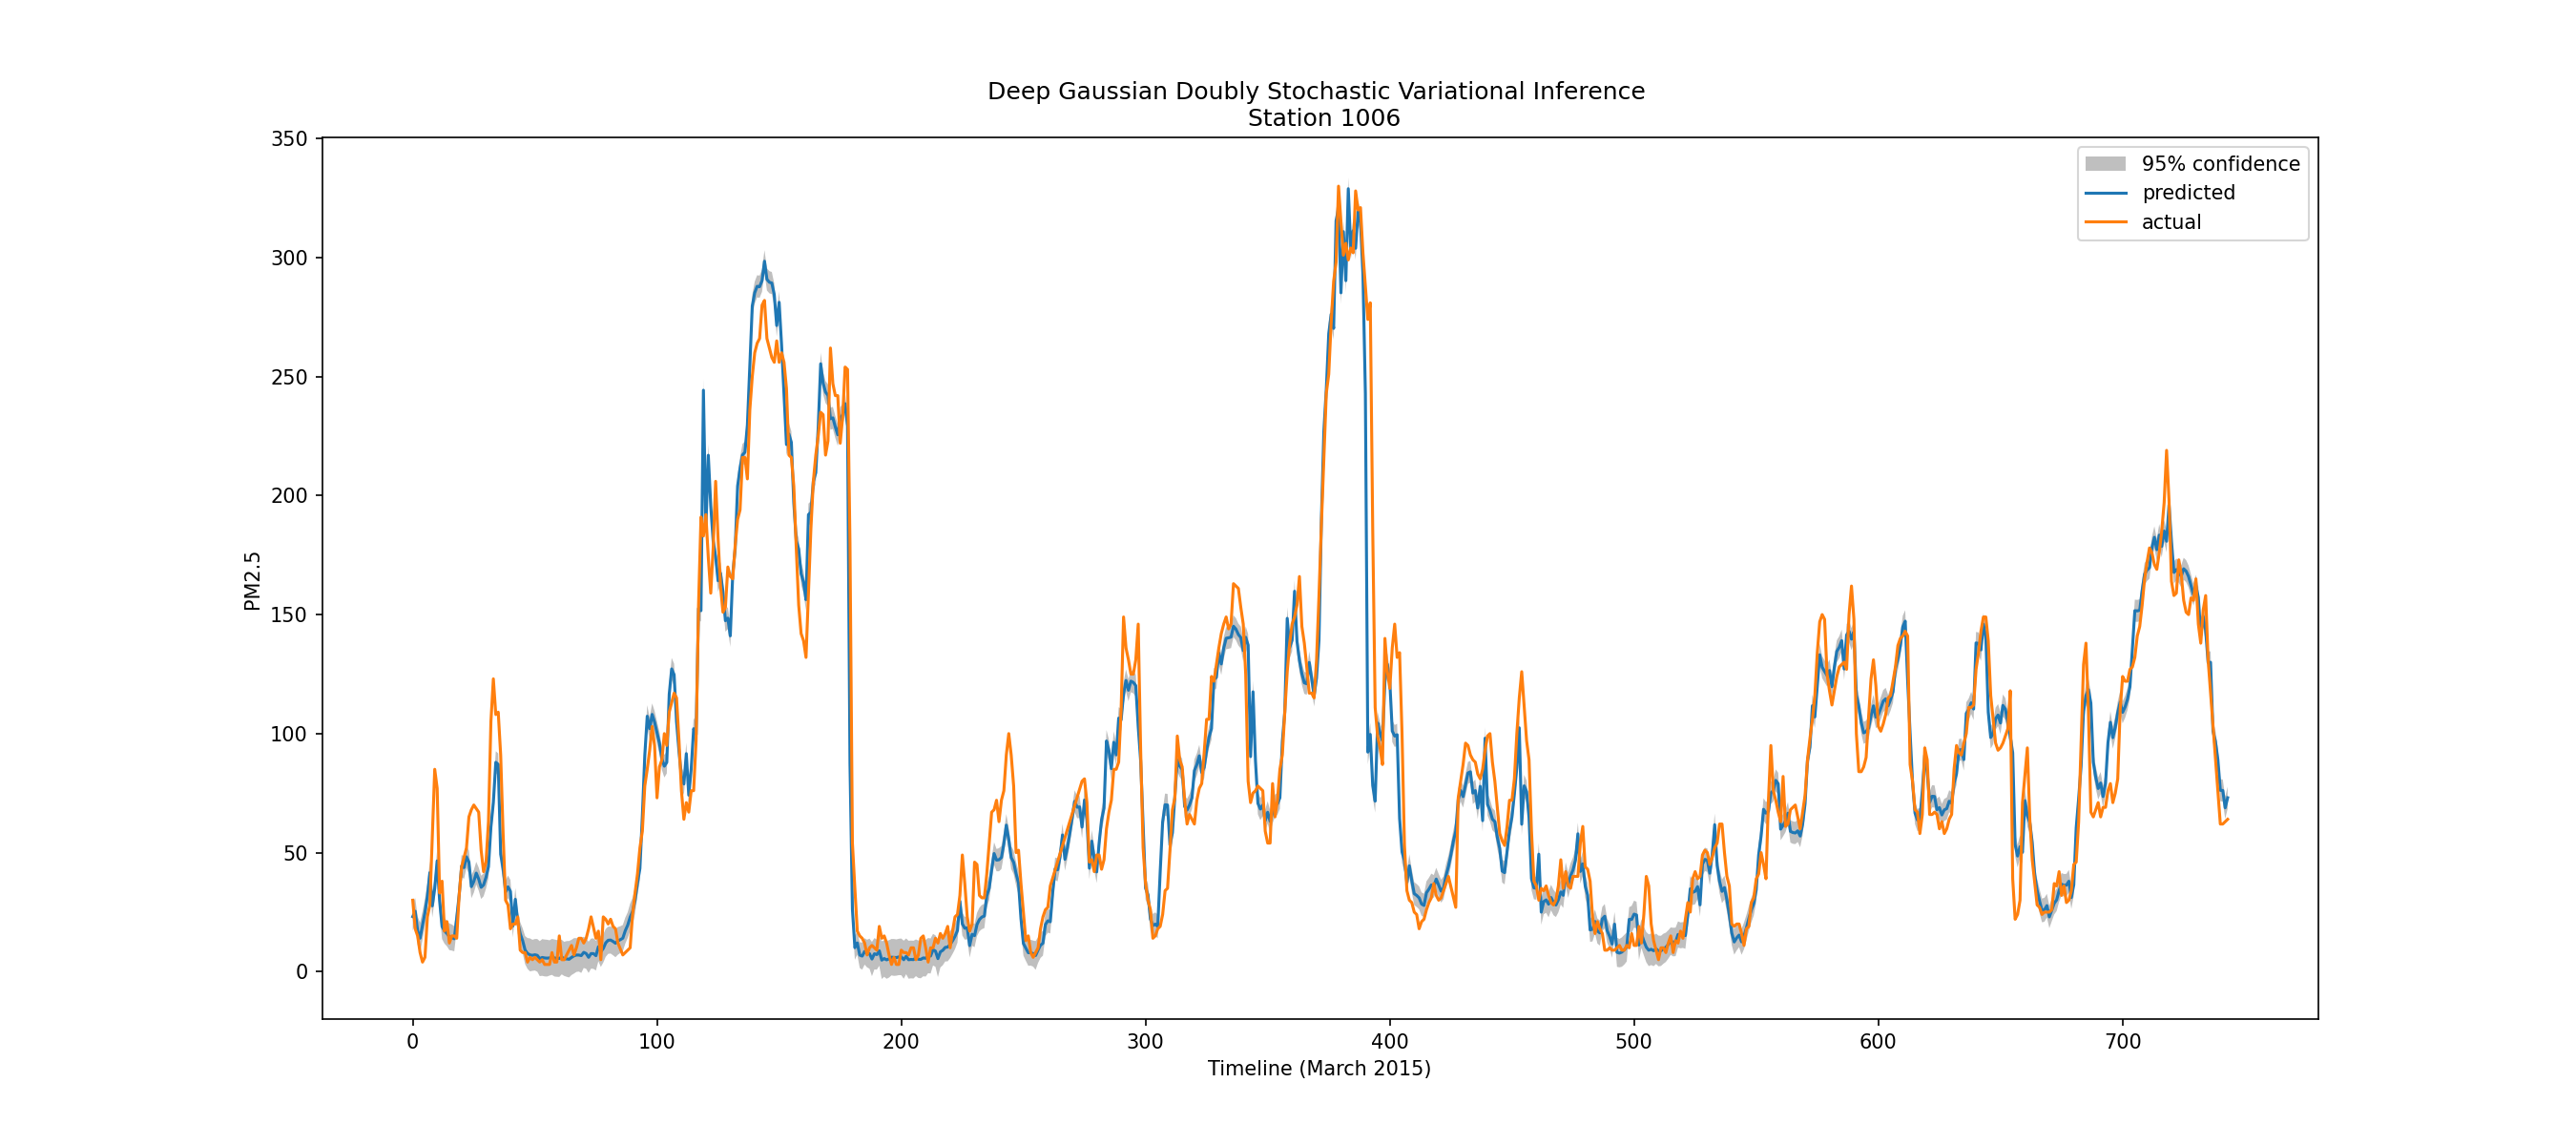 Deep Gaussian Doubly Stochastic Variational Inference
Station 1006
350
300
250
200
150
100
50
0
PM2.5
95% confidence
predicted
actual
0 100 200 300 400 500 600 700
Timeline (March 2015)